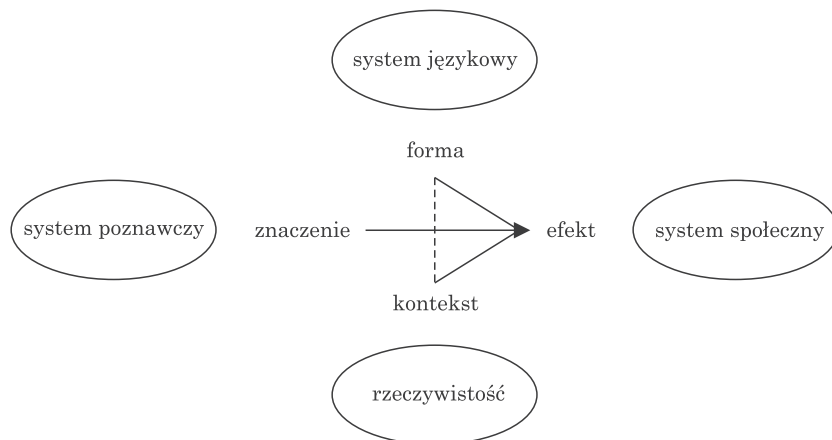 system językowy
forma
system poznawczy
znaczenie
efekt
system społeczny
kontekst
rzeczywistość